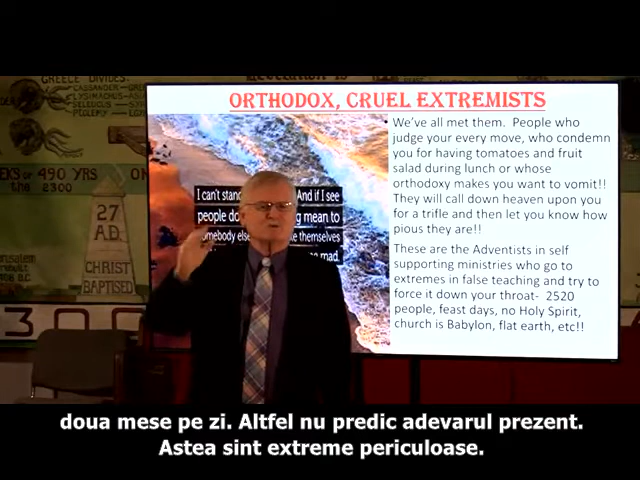 GREECE DIVIDES:
CASSANDER
LYSIMACHUS
SELEUCUS
PTOLEMY
Revelation is
ORTHODOX, CRUEL EXTREMISTS
We've all met them. People who
judge your every move, who condemn
you for having tomatoes and fruit
salad during lunch or whose
orthodoxy makes you want to vomit!!
They will call down heaven upon you
for a trifle and then let you know how
pious they are!!
These are the Adventists in self
supporting ministries who go to
extremes in false teaching and try to
force it down your throat- 2520
people, feast days, no Holy Spirit,
church is Babylon, flat earth, etc!!
I can't stand And if I see
people do mean to
somebody else themselves
mad.
OF 490 YRS
the 2300
27
A.D.
CHRIST
BAPTISED
300
doua mese pe zi. Altfel nu predic adevarul prezent.
Astea sint extreme periculoase.